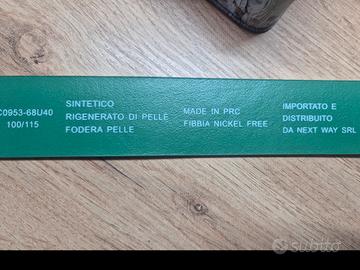 C0953-68U40
100/115
SINTETICO
RIGENERATO DI PELLE
FODERA PELLE
MADE IN PRC
FIBBIA NICKEL FREE
IMPORTATO E
DISTRIBUITO
DA NEXT WAY SRL
subito